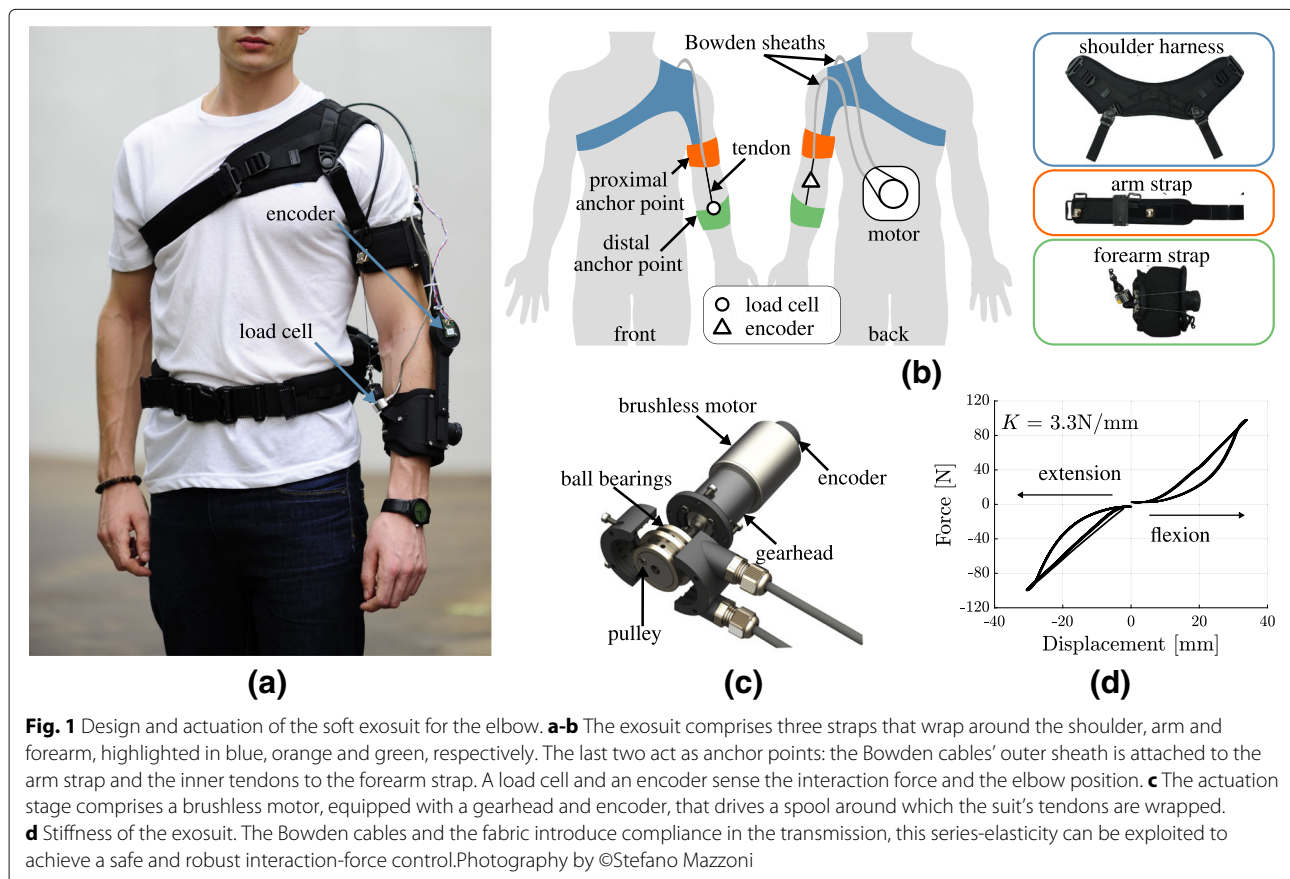 encoder
load cell
(a)
Bowden sheaths
tendon
proximal
anchor point
distal
anchor point
motor
load cell
encoder
front
back
(b)
shoulder harness
arm strap
forearm strap
brushless motor
ball bearings
encoder
gearhead
pulley
(c)
120
80
40
0
-40
-80
-120
Force [N]
K = 3.3N/mm
extension
flexion
-40
-20
0
20
40
Displacement [mm]
(d)
Fig. 1 Design and actuation of the soft exosuit for the elbow. a-b The exosuit comprises three straps that wrap around the shoulder, arm and
forearm, highlighted in blue, orange and green, respectively. The last two act as anchor points: the Bowden cables' outer sheath is attached to the
arm strap and the inner tendons to the forearm strap. A load cell and an encoder sense the interaction force and the elbow position. c The actuation
stage comprises a brushless motor, equipped with a gearhead and encoder, that drives a spool around which the suit's tendons are wrapped.
d Stiffness of the exosuit. The Bowden cables and the fabric introduce compliance in the transmission, this series-elasticity can be exploited to
achieve a safe and robust interaction-force control.Photography by ©Stefano Mazzoni